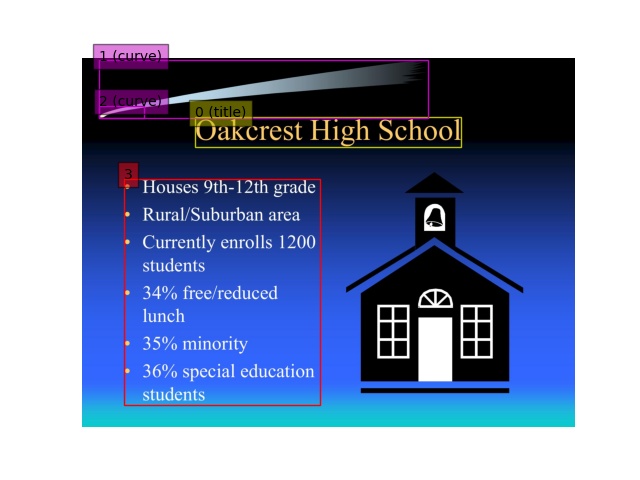 1 (curve)
2 (curve)
0 (title)
Oakcrest High School
3
• Houses 9th-12th grade
• Rural/Suburban area
• Currently enrolls 1200
students
• 34% free/reduced
lunch
• 35% minority
• 36% special education
students